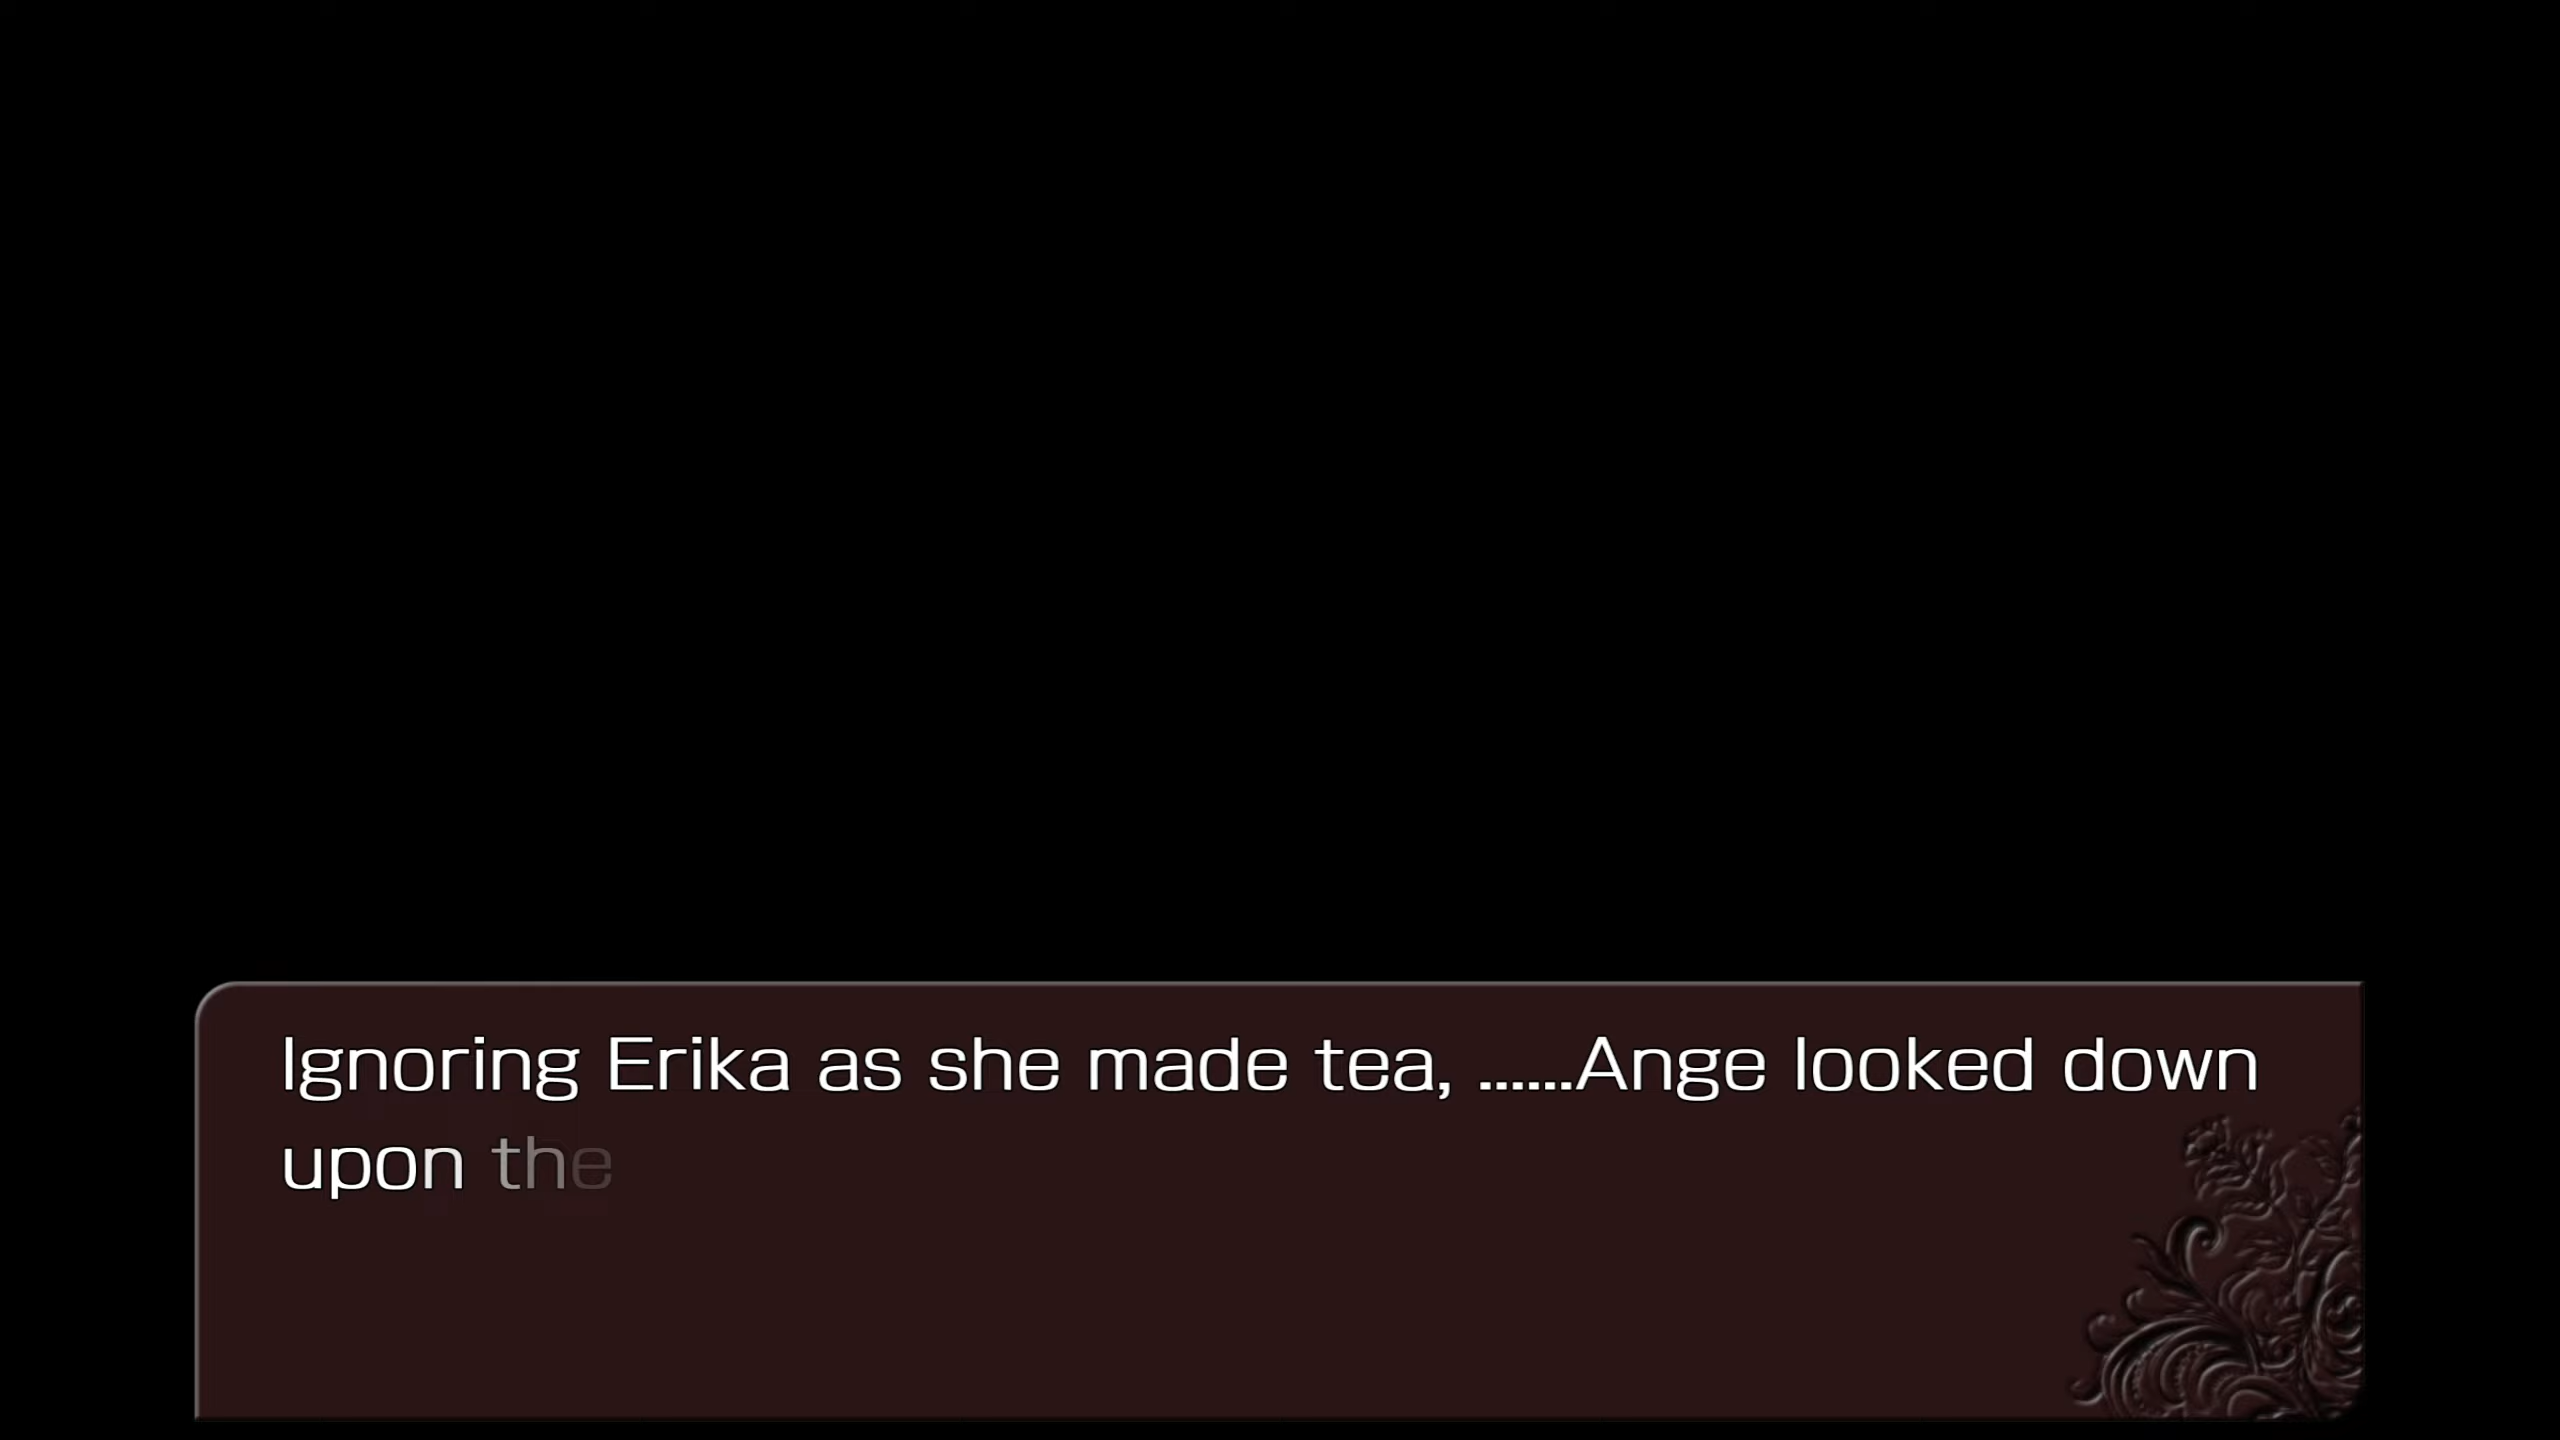 Ignoring Erika as she made tea, ......Ange looked down
upon the